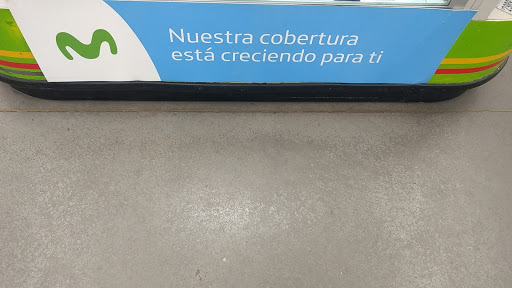 Nuestra cobertura
está creciendo para ti